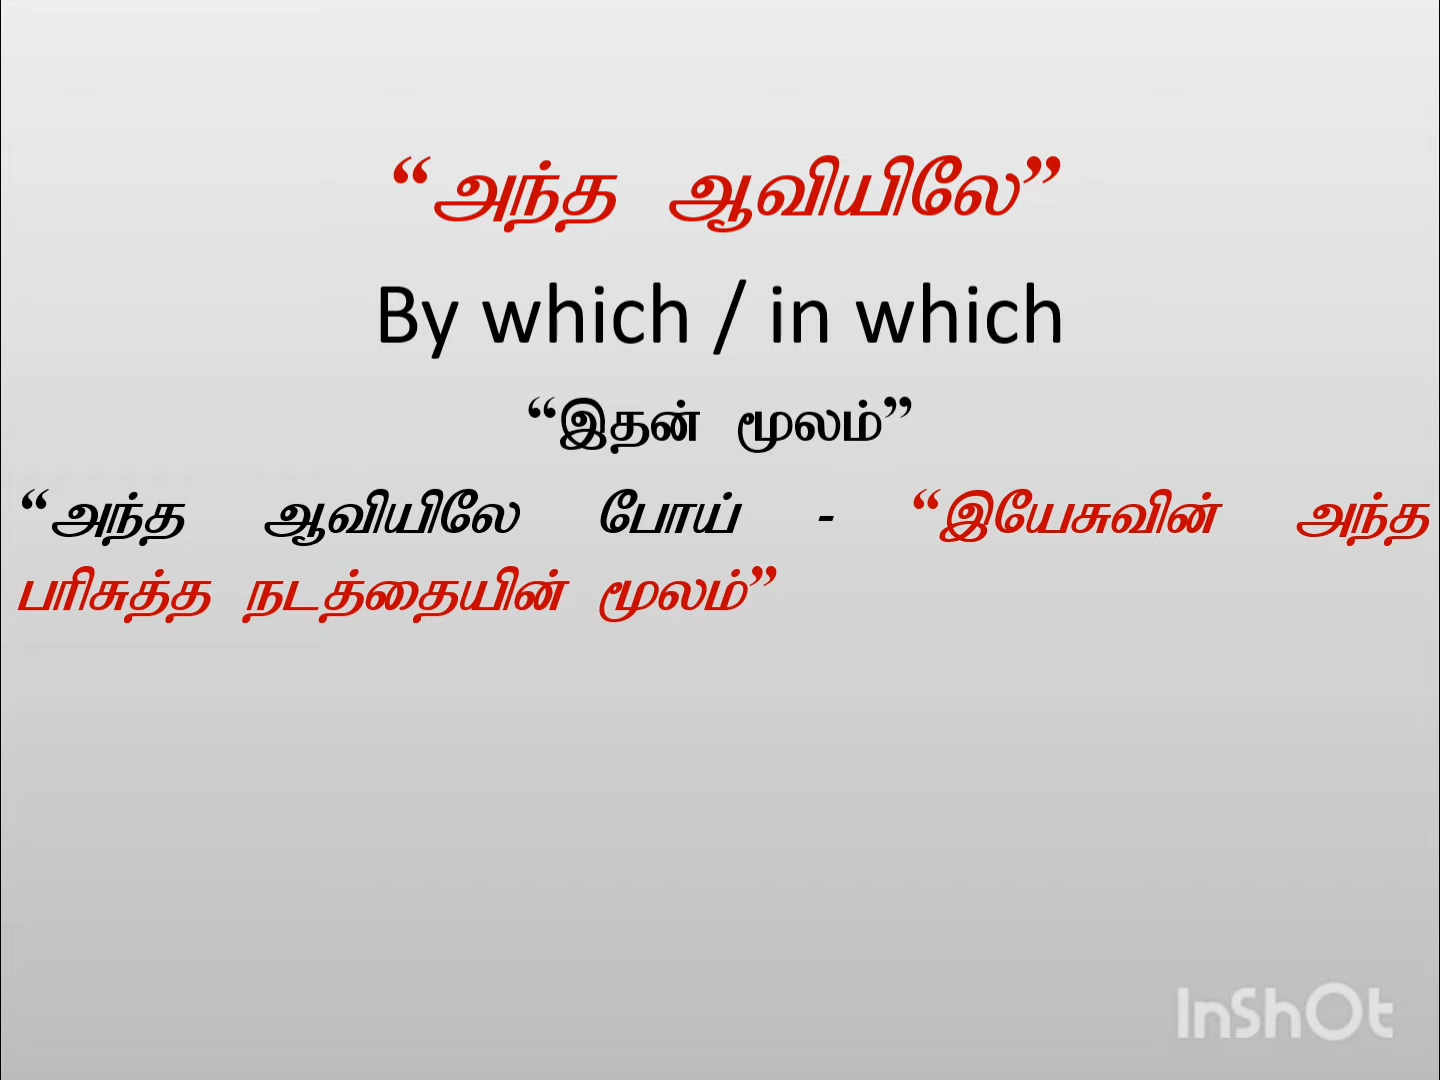 “அந்த ஆவியிலே”
By which / in which
“இதன் மூலம்”
“அந்த ஆவியிலே போய் - “இயேசுவின் அந்த
பரிசுத்த நடத்தையின் மூலம்”
InShOt